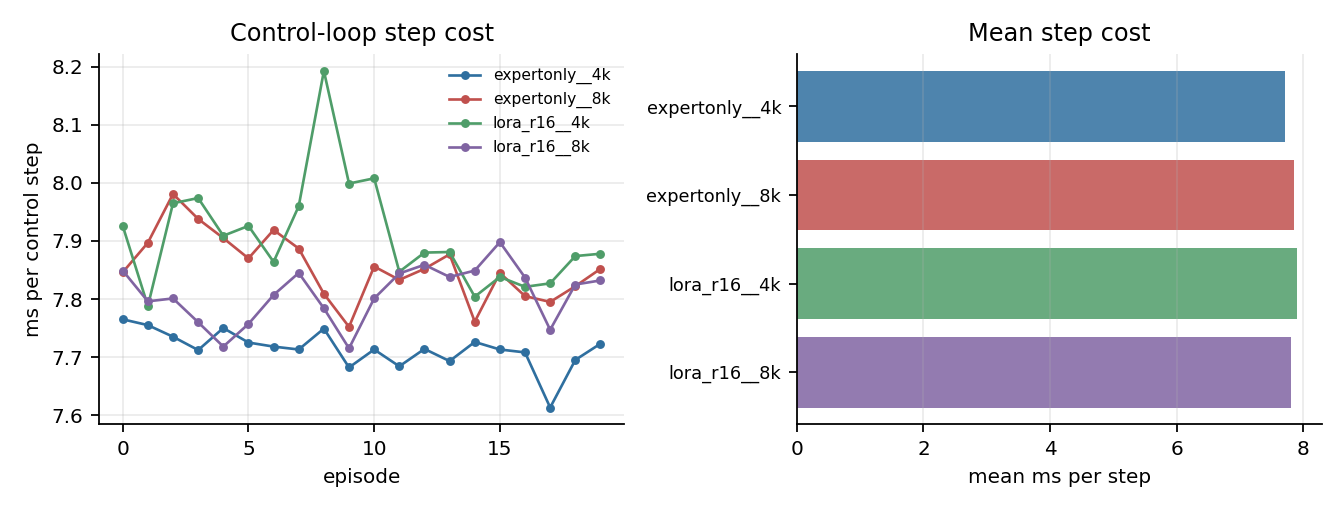 Control-loop step cost
ms per control step
8.2
8.1
8.0
7.9
7.8
7.7
7.6
0
5
10
15
episode
expertonly__4k
expertonly__8k
lora_r16__4k
lora_r16__8k
Mean step cost
expertonly__4k
expertonly__8k
lora_r16__4k
lora_r16__8k
0
2
4
6
8
mean ms per step